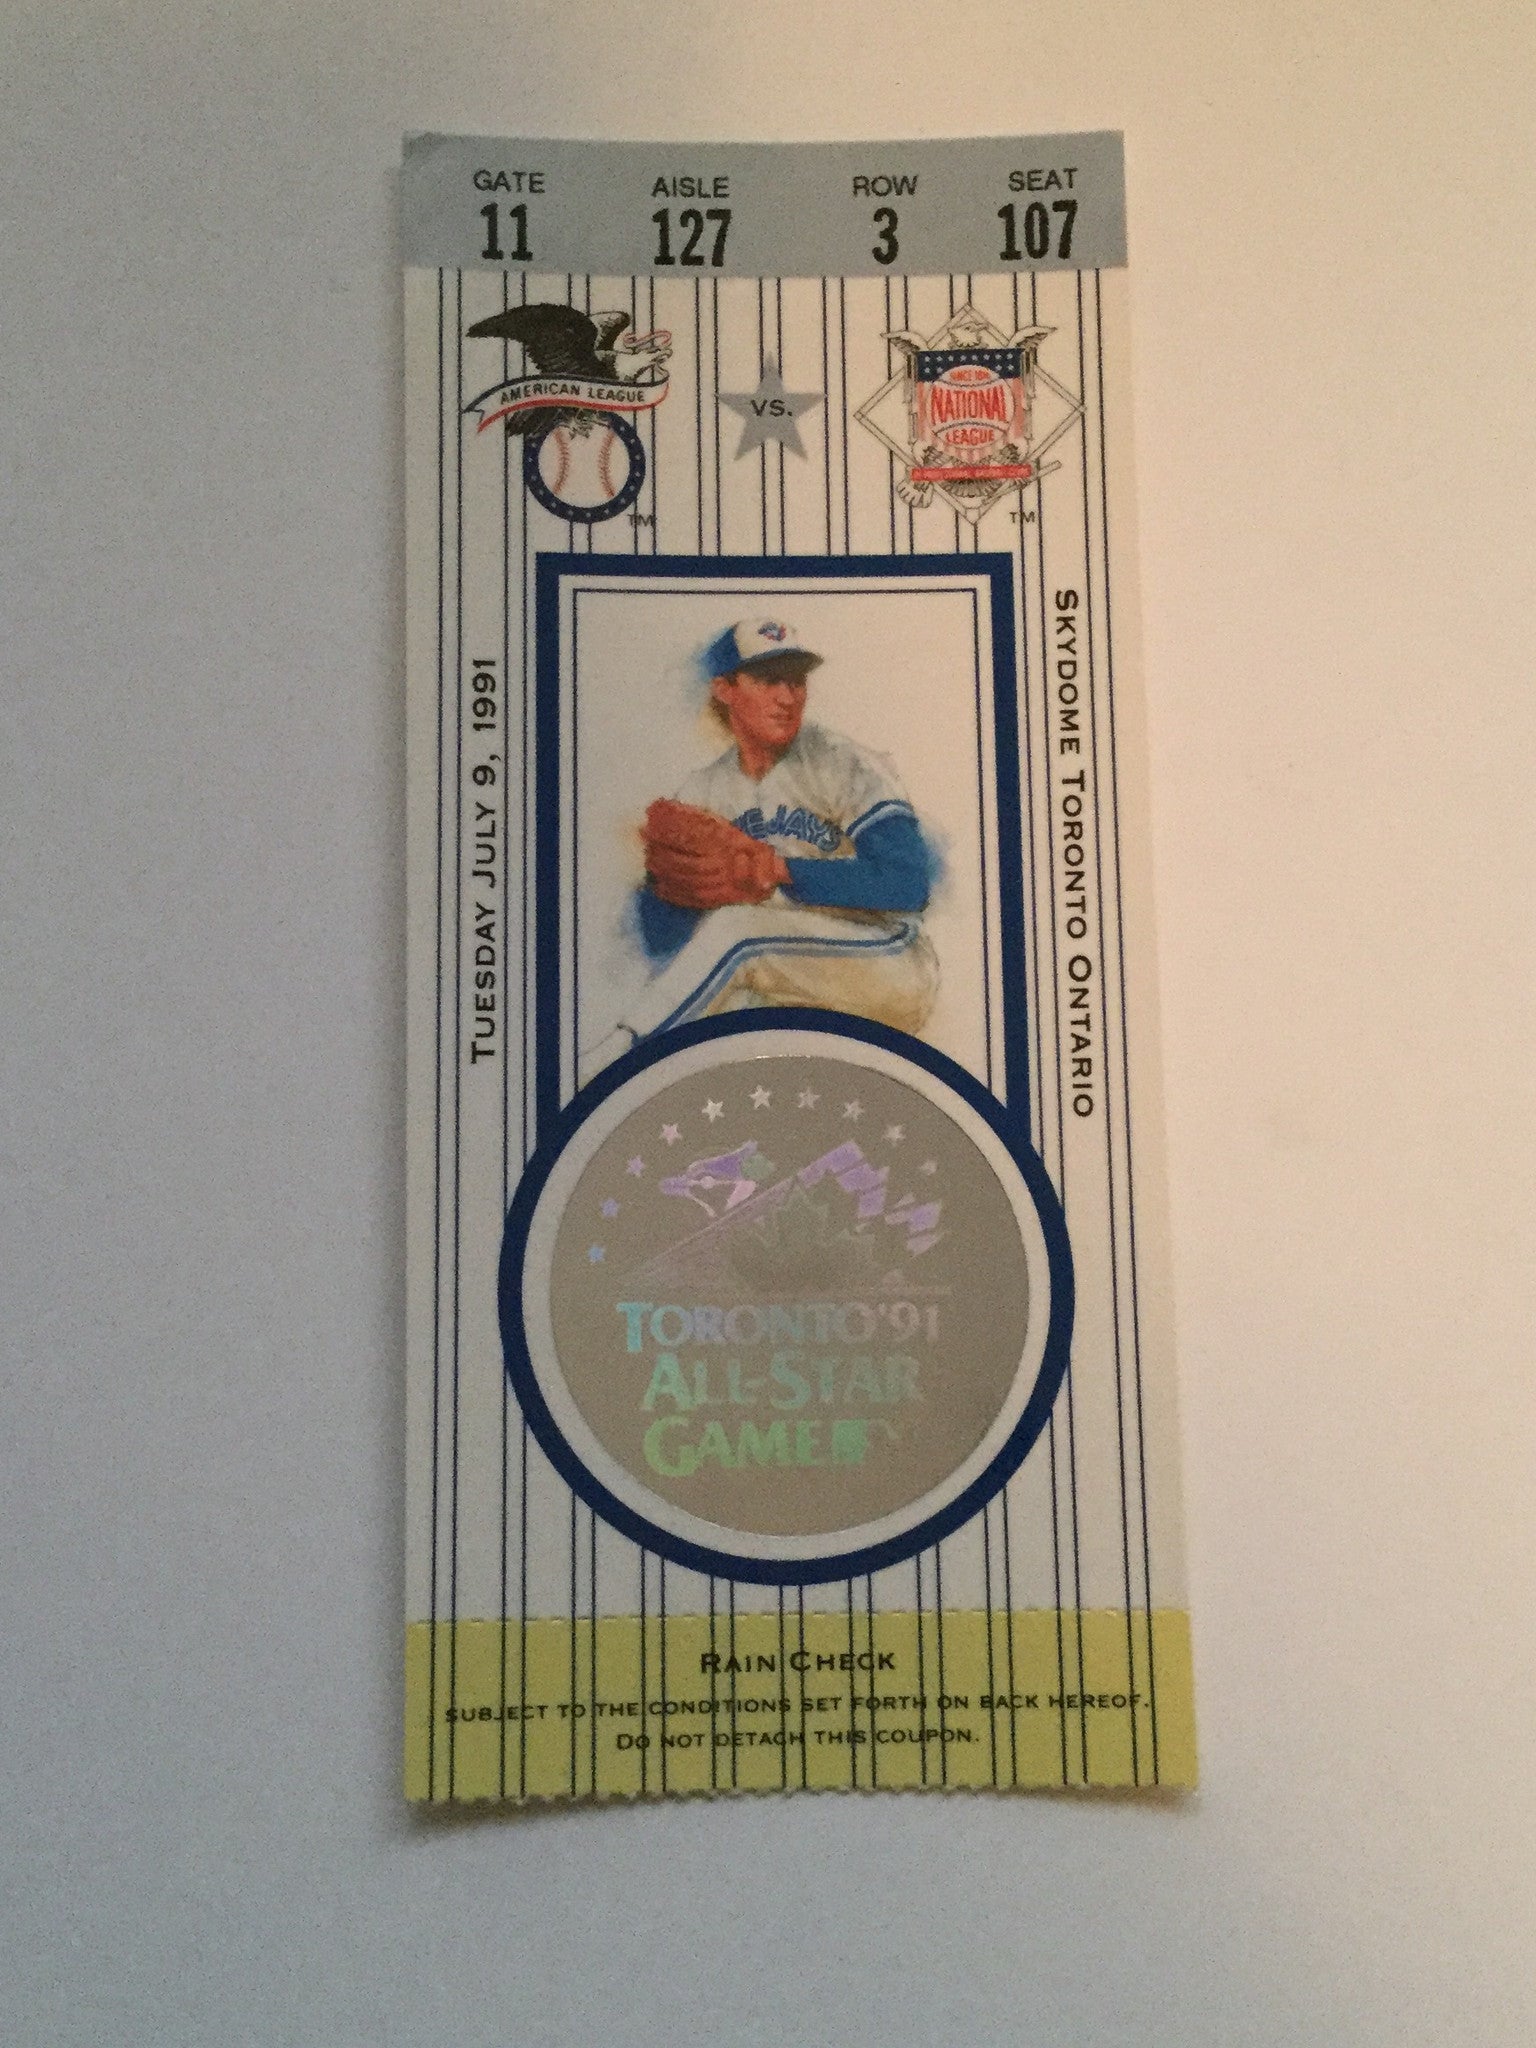 GATE AISLE ROW SEAT
11 127 3 107
AMERICAN LEAGUE
TM
VS.
NATIONAL
LEAGUE
TM
TUESDAY JULY 9, 1991
SKYDOME TORONTO ONTARIO
EJAYS
TORONTO '91
ALL-STAR
GAME
RAIN CHECK
SUBJECT TO THE CONDITIONS SET FORTH ON BACK HEREOF.
DO NOT DETACH THIS COUPON.